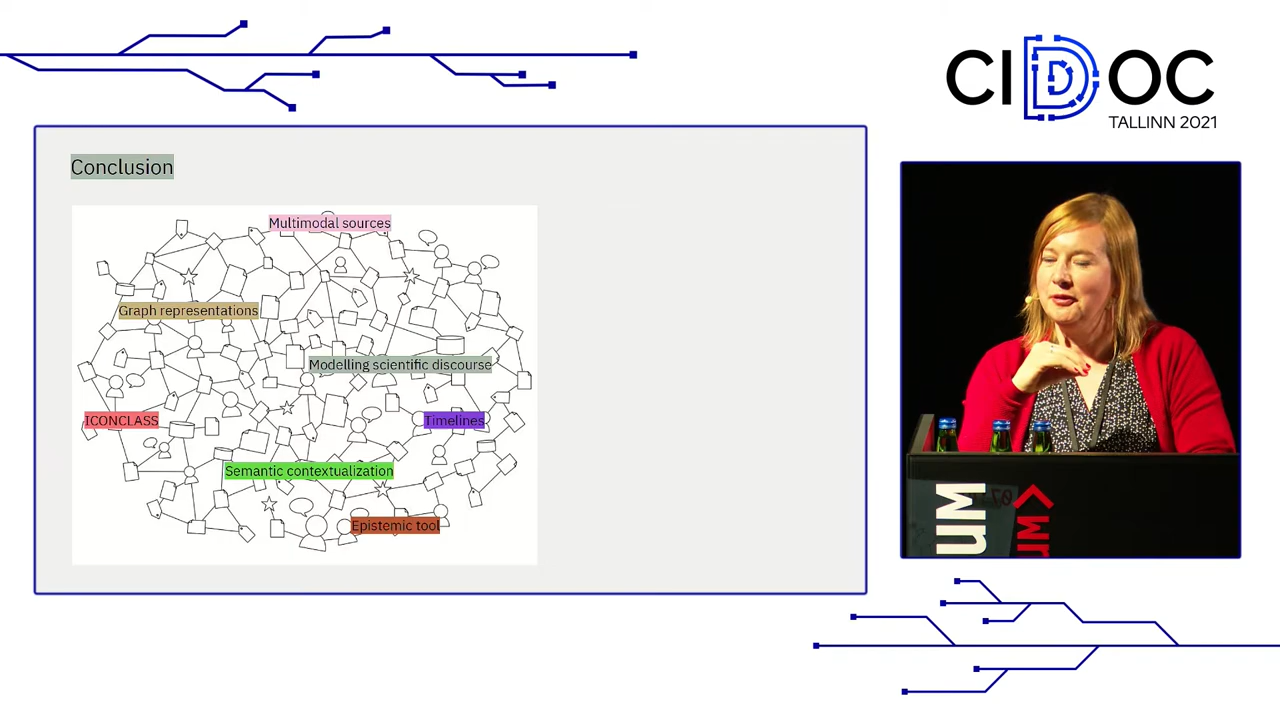 CIDOC
TALLINN 2021
Conclusion
Multimodal sources
Graph representations
Modelling scientific discourse
ICONCLASS
Timelines
Semantic contextualization
Epistemic tool